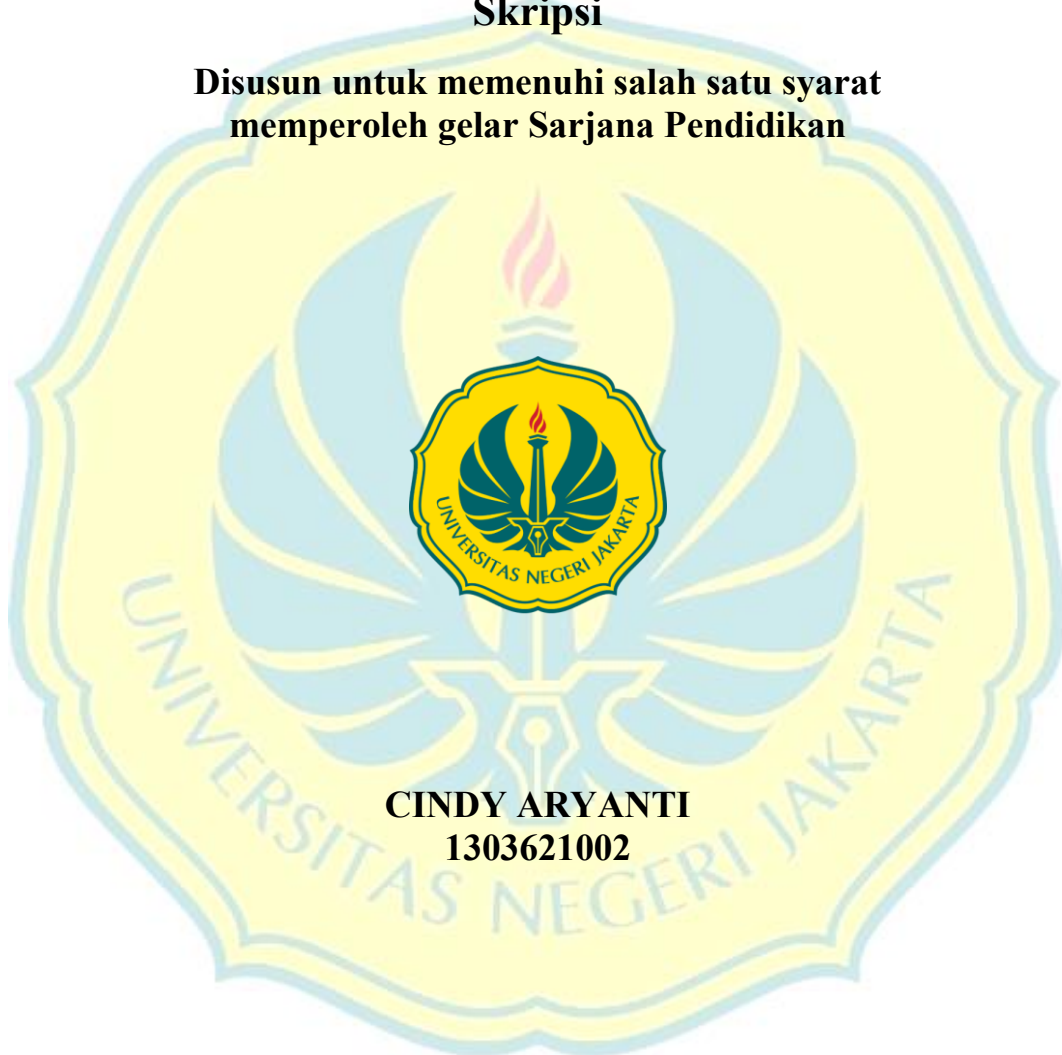 Skripsi
Disusun untuk memenuhi salah satu syarat
memperoleh gelar Sarjana Pendidikan
UNIVERSITAS NEGERI JAKARTA
UNIVERSITAS NEGERI JAKARTA
CINDY ARYANTI
1303621002